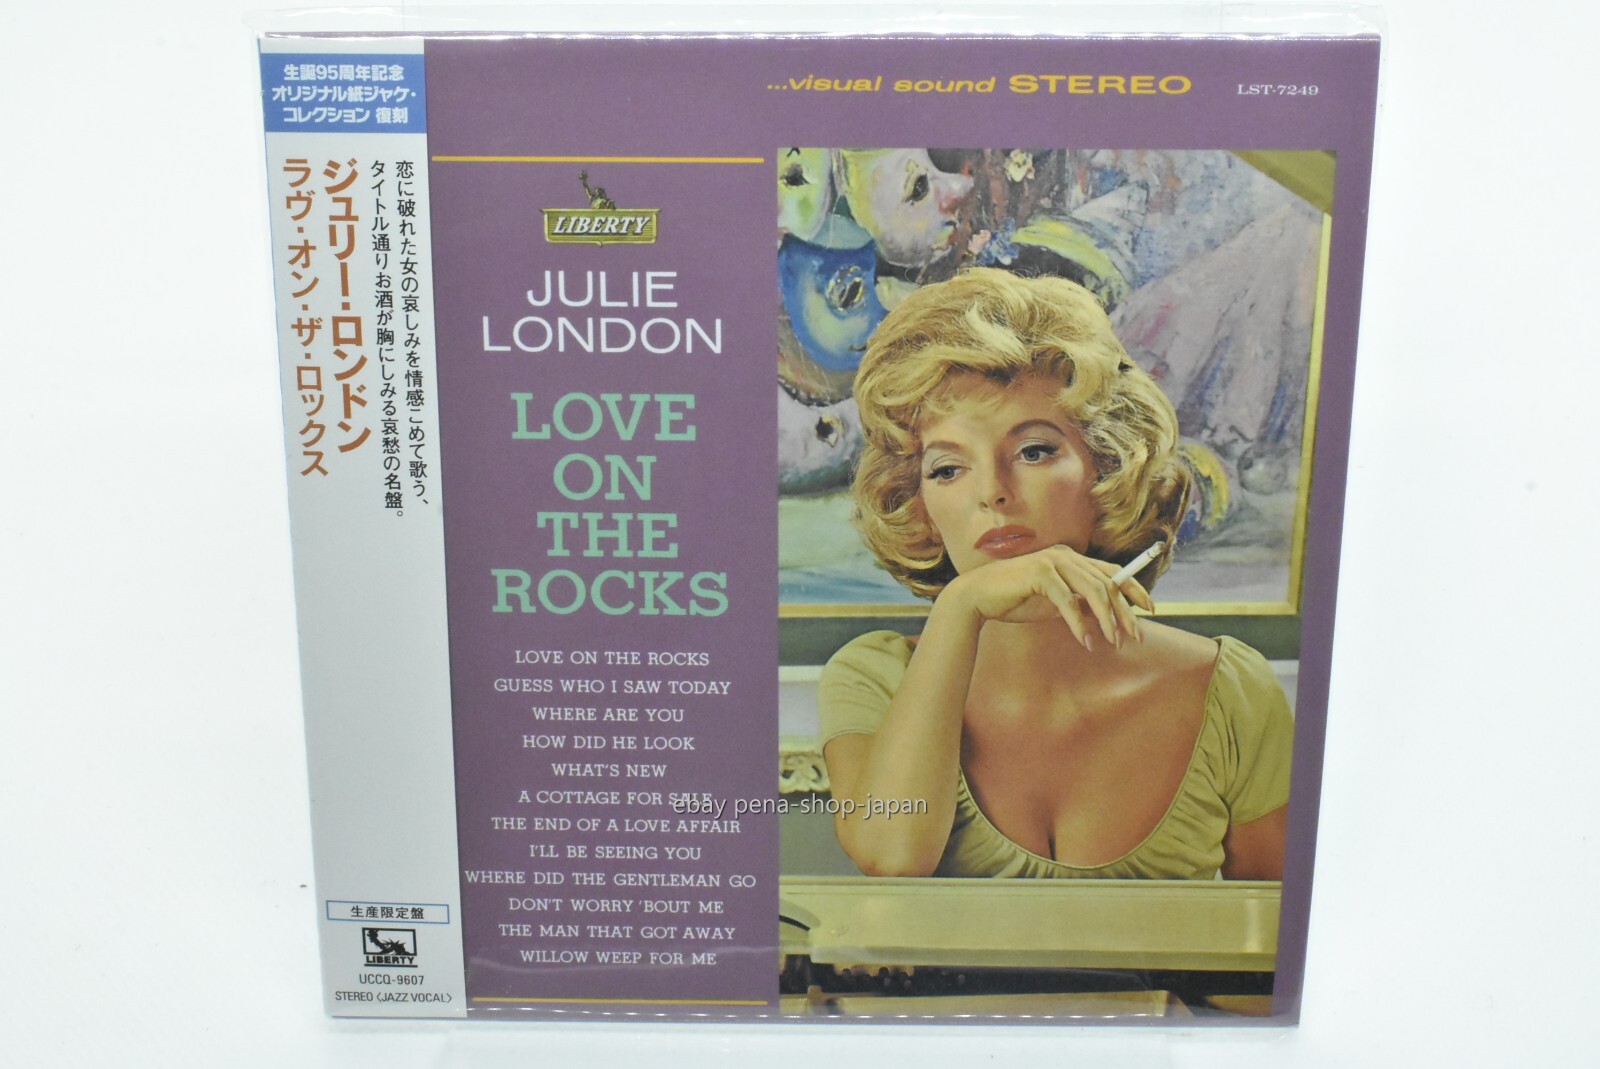 生誕95周年記念
オリジナル紙ジャケ・
コレクション 復刻
恋に破れた女の哀しみを情感こめて歌う、
タイトル通りお酒が胸にしみる哀愁の名盤。
ジュリー・ロンドン
ラヴ・オン・ザ・ロックス
生産限定盤
LIBERTY
UCCQ-9607
STEREO〈JAZZ VOCAL〉
...visual sound STEREO
LST-7249
LIBERTY
JULIE
LONDON
LOVE
ON
THE
ROCKS
LOVE ON THE ROCKS
GUESS WHO I SAW TODAY
WHERE ARE YOU
HOW DID HE LOOK
WHAT'S NEW
A COTTAGE FOR SALE
THE END OF A LOVE AFFAIR
I'LL BE SEEING YOU
WHERE DID THE GENTLEMAN GO
DON'T WORRY 'BOUT ME
THE MAN THAT GOT AWAY
WILLOW WEEP FOR ME
ebay pena-shop-japan